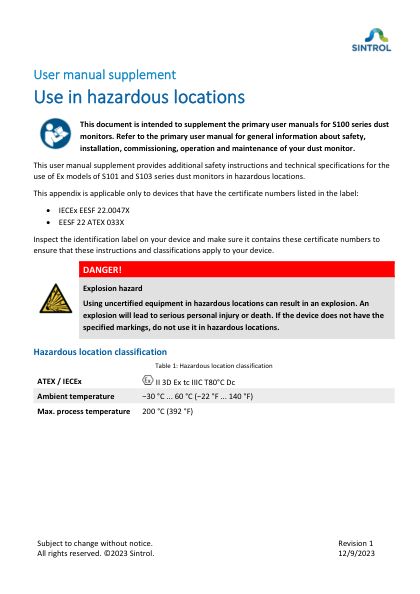 SINTROL
User manual supplement
Use in hazardous locations
This document is intended to supplement the primary user manuals for S100 series dust
monitors. Refer to the primary user manual for general information about safety,
installation, commissioning, operation and maintenance of your dust monitor.
This user manual supplement provides additional safety instructions and technical specifications for the
use of Ex models of S101 and S103 series dust monitors in hazardous locations.
This appendix is applicable only to devices that have the certificate numbers listed in the label:
• IECEx EESF 22.0047X
• EESF 22 ATEX 033X
Inspect the identification label on your device and make sure it contains these certificate numbers to
ensure that these instructions and classifications apply to your device.
DANGER!
Explosion hazard
Using uncertified equipment in hazardous locations can result in an explosion. An
explosion will lead to serious personal injury or death. If the device does not have the
specified markings, do not use it in hazardous locations.
Hazardous location classification
Table 1: Hazardous location classification
ATEX / IECEx Ex II 3D Ex tc IIIC T80°C Dc
Ambient temperature −30 °C ... 60 °C (−22 °F ... 140 °F)
Max. process temperature 200 °C (392 °F)
Subject to change without notice. Revision 1
All rights reserved. ©2023 Sintrol. 12/9/2023